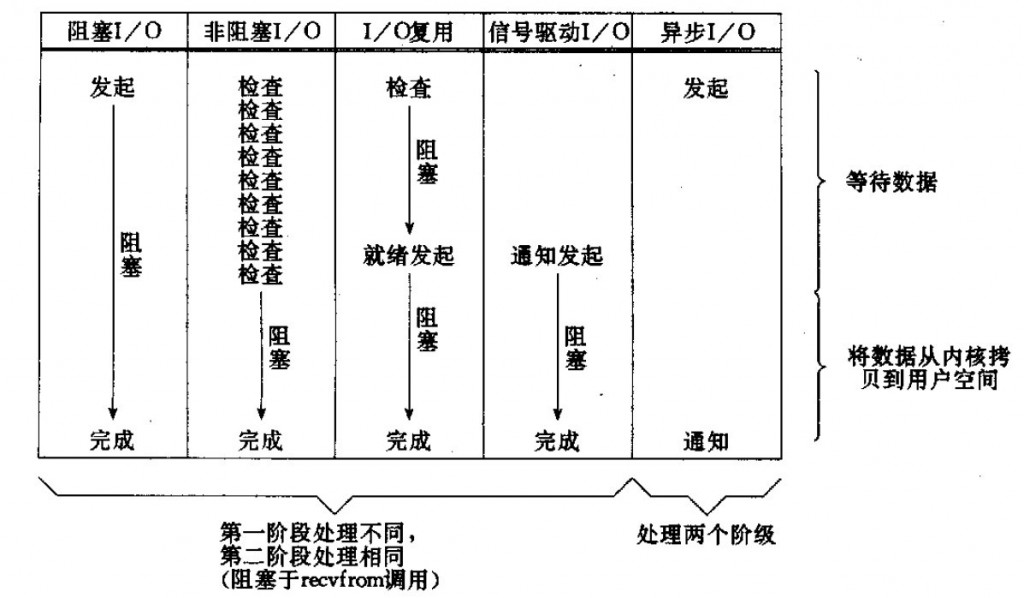 阻塞I/O 非阻塞I/O I/O复用 信号驱动I/O 异步I/O
发起 检查 检查 发起
检查
检查
检查
检查
检查
检查
检查
检查
阻塞
阻塞
等待数据
就绪发起 通知发起
阻塞
阻塞
阻塞
将数据从内核拷
贝到用户空间
完成 完成 完成 完成 通知
第一阶段处理不同，
第二阶段处理相同
（阻塞于recvfrom调用）
处理两个阶级